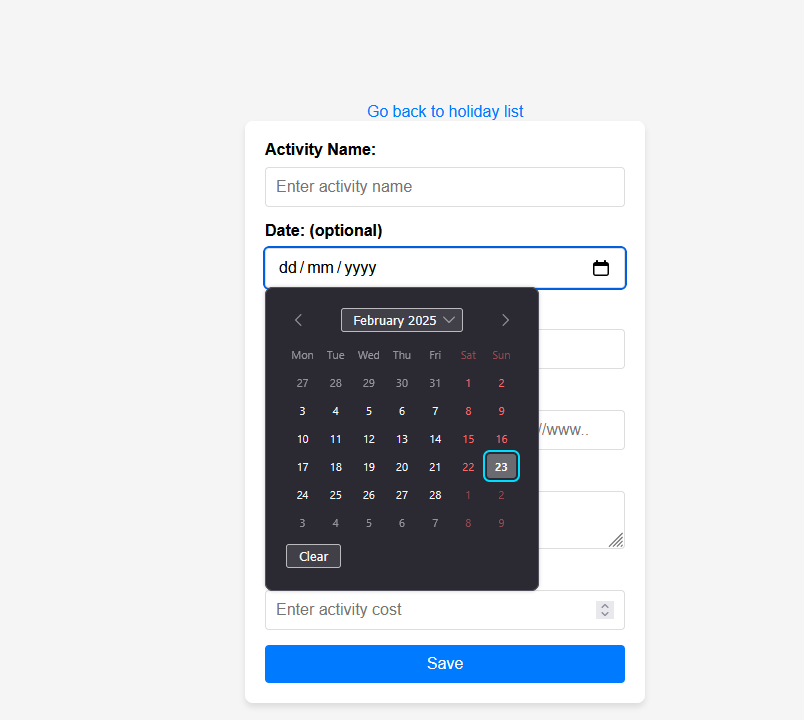 Go back to holiday list
Activity Name:
Enter activity name
Date: (optional)
dd/mm/yyyy
February 2025
Mon Tue Wed Thu Fri Sat Sun
27 28 29 30 31 1 2
3 4 5 6 7 8 9
10 11 12 13 14 15 16
//www..
17 18 19 20 21 22 23
24 25 26 27 28 1 2
3 4 5 6 7 8 9
Clear
Enter activity cost
Save